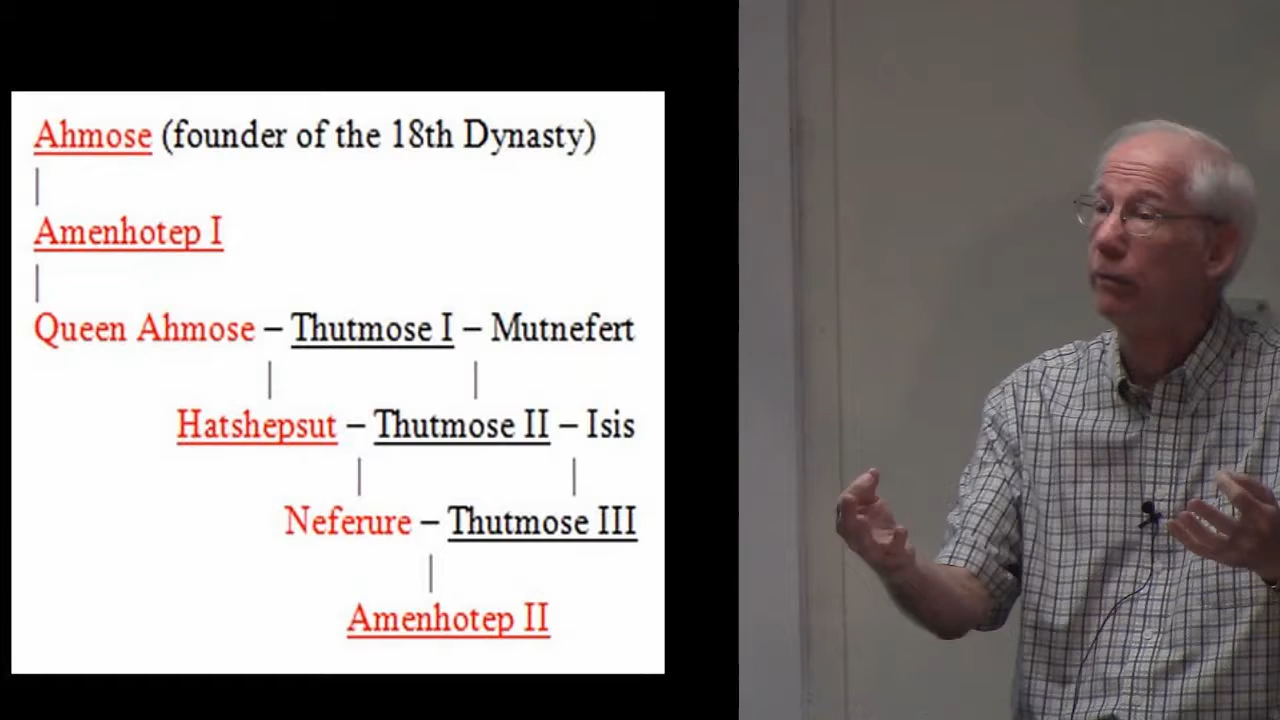 Ahmose (founder of the 18th Dynasty)
Amenhotep I
Queen Ahmose – Thutmose I – Mutnefert
Hatshepsut – Thutmose II – Isis
Neferure – Thutmose III
Amenhotep II